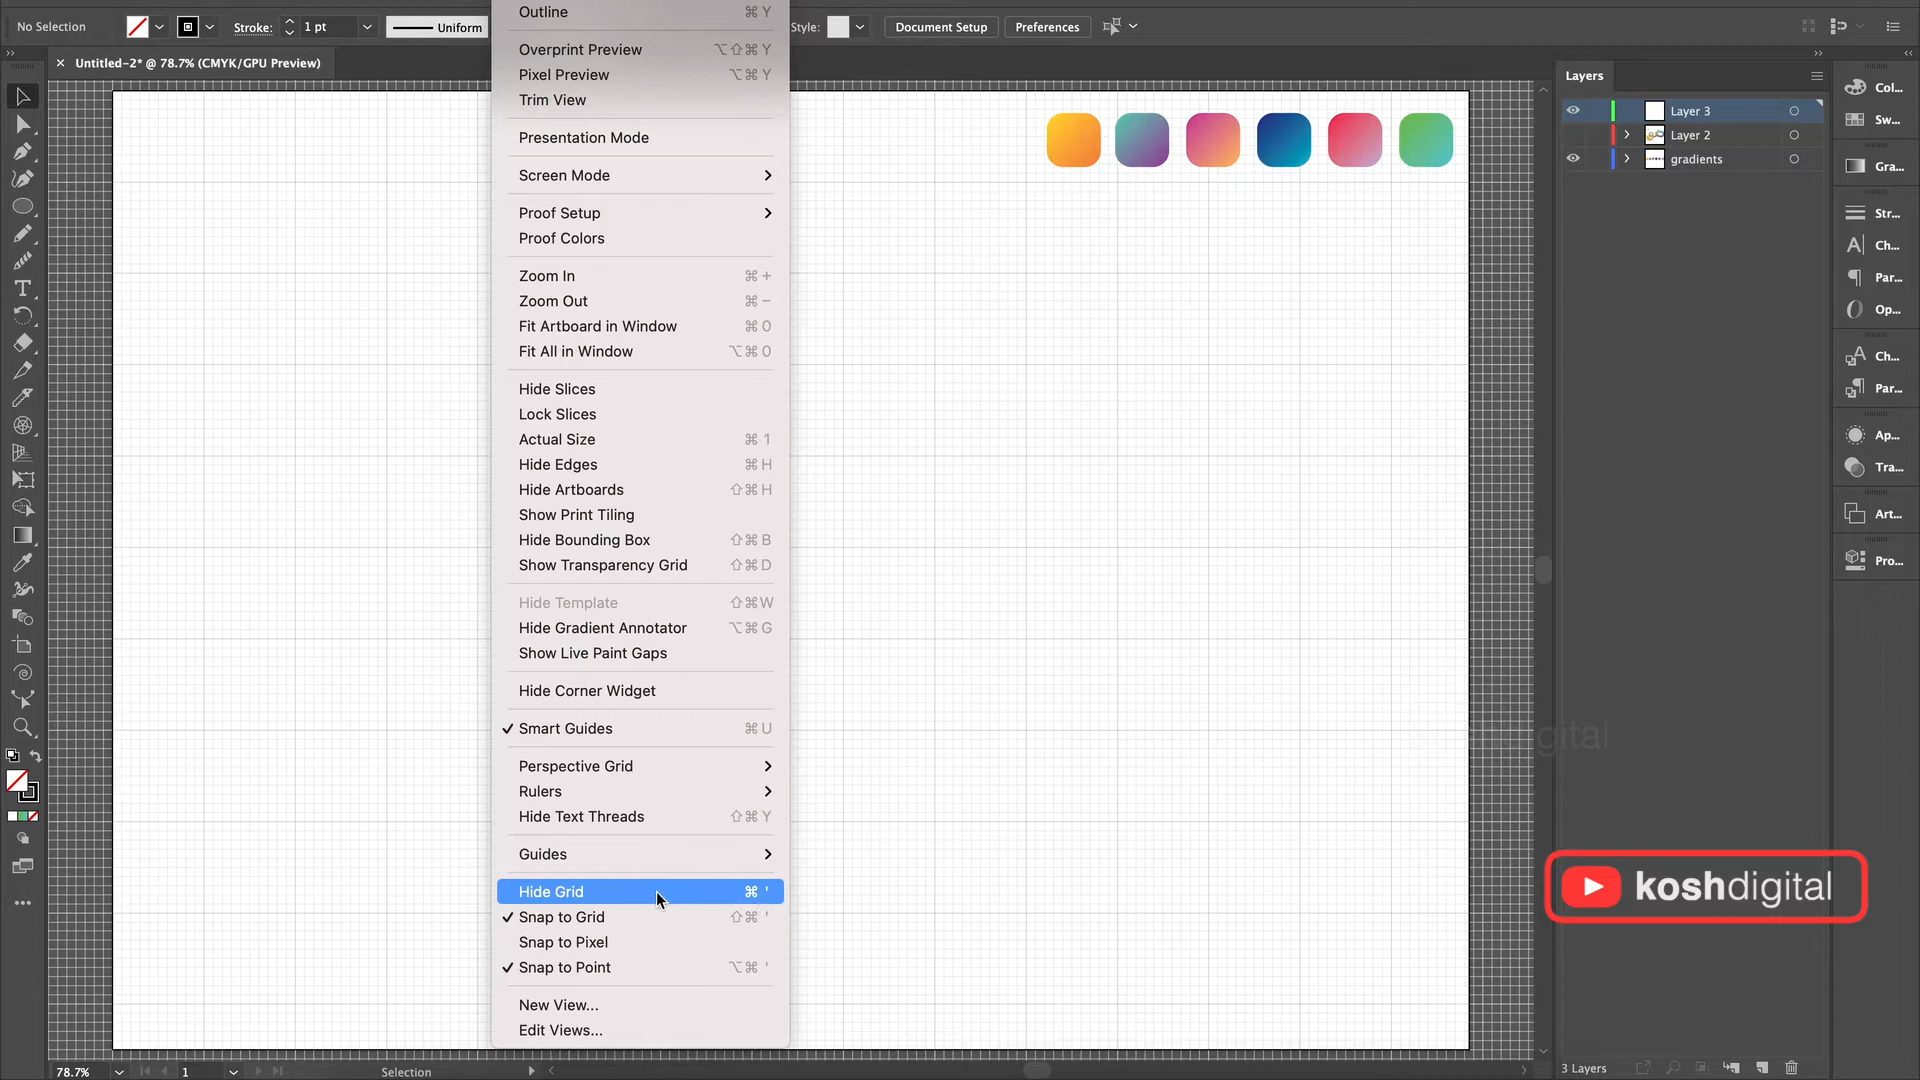 No Selection
Stroke:
1 pt
Uniform
Style:
Document Setup
Preferences
Untitled-2* @ 78.7% (CMYK/GPU Preview)
Outline ⌘ Y
Overprint Preview ⌥⇧⌘ Y
Pixel Preview ⌥⌘ Y
Trim View
Presentation Mode
Screen Mode
Proof Setup
Proof Colors
Zoom In ⌘ +
Zoom Out ⌘ −
Fit Artboard in Window ⌘ 0
Fit All in Window ⌥⌘ 0
Hide Slices
Lock Slices
Actual Size ⌘ 1
Hide Edges ⌘ H
Hide Artboards ⇧⌘ H
Show Print Tiling
Hide Bounding Box ⇧⌘ B
Show Transparency Grid ⇧⌘ D
Hide Template ⇧⌘ W
Hide Gradient Annotator ⌥⌘ G
Show Live Paint Gaps
Hide Corner Widget
✓ Smart Guides ⌘ U
Perspective Grid
Rulers
Hide Text Threads ⇧⌘ Y
Guides
Hide Grid ⌘ '
✓ Snap to Grid ⇧⌘ '
Snap to Pixel
✓ Snap to Point ⌥⌘ '
New View...
Edit Views...
Layers
Layer 3
Layer 2
gradients
3 Layers
Col...
Sw...
Gra...
Str...
Ch...
Par...
Op...
Ch...
Par...
Ap...
Tra...
Art...
Pro...
koshdigital
78.7%
1
Selection